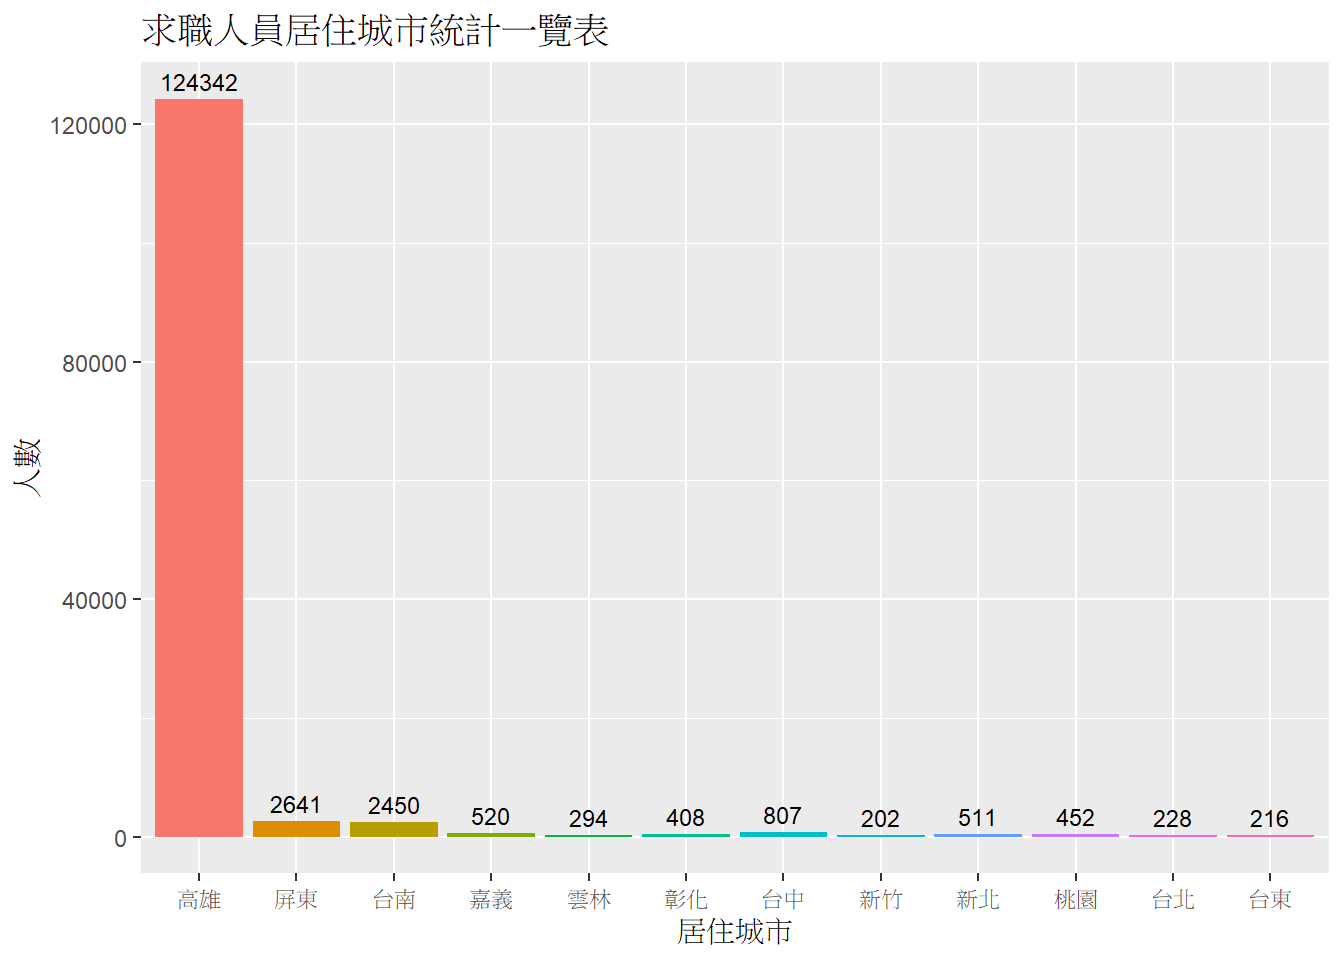 求職人員居住城市統計一覽表
124342
120000
80000
人數
40000
2641 2450 520 294 408 807 202 511 452 228 216
0
高雄 屏東 台南 嘉義 雲林 彰化 台中 新竹 新北 桃園 台北 台東
居住城市